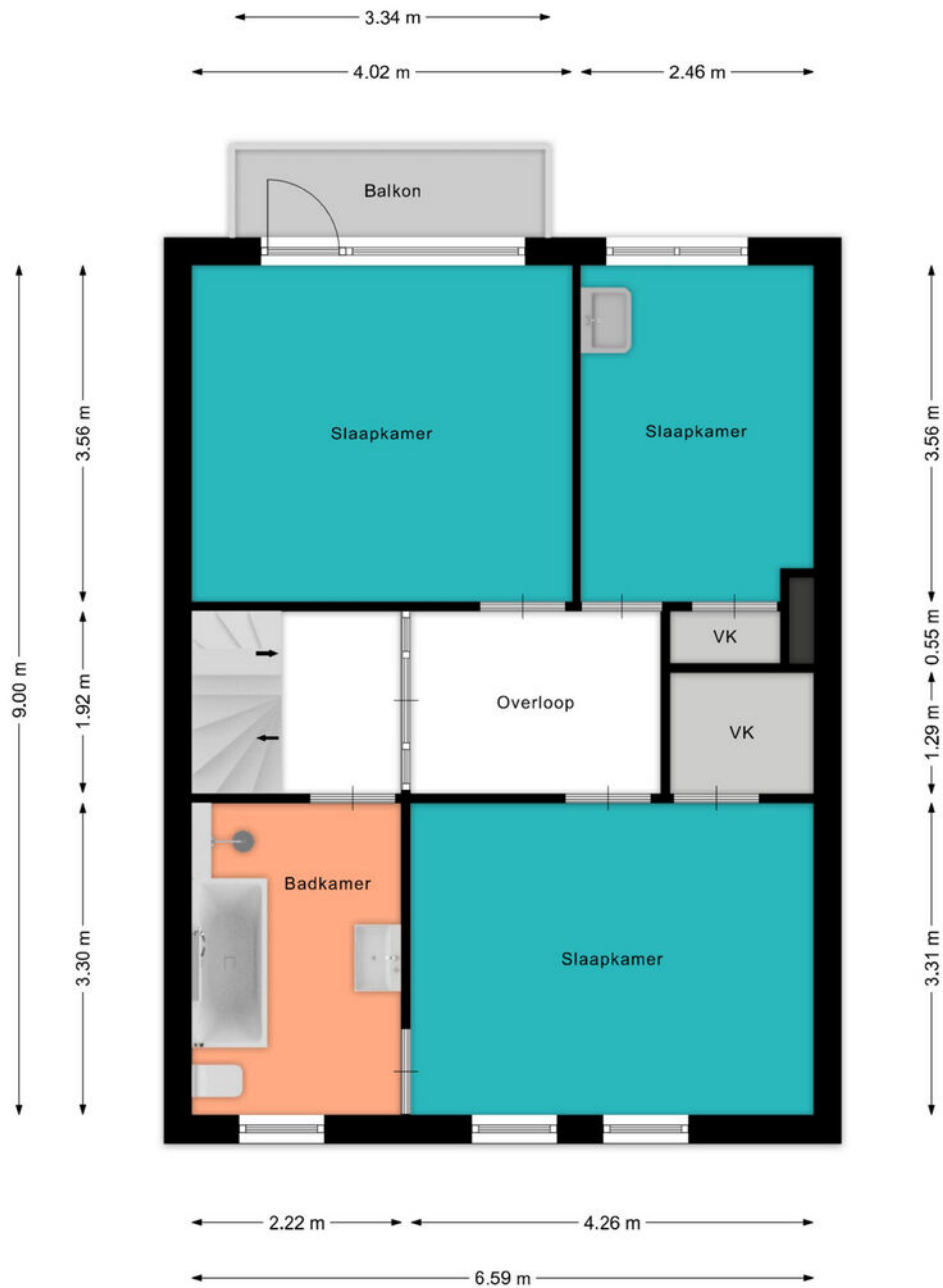 3.34 m
4.02 m
2.46 m
Balkon
Slaapkamer
Slaapkamer
3.56 m
3.56 m
9.00 m
1.92 m
VK
0.55 m
Overloop
VK
1.29 m
Badkamer
Slaapkamer
3.30 m
3.31 m
2.22 m
4.26 m
6.59 m